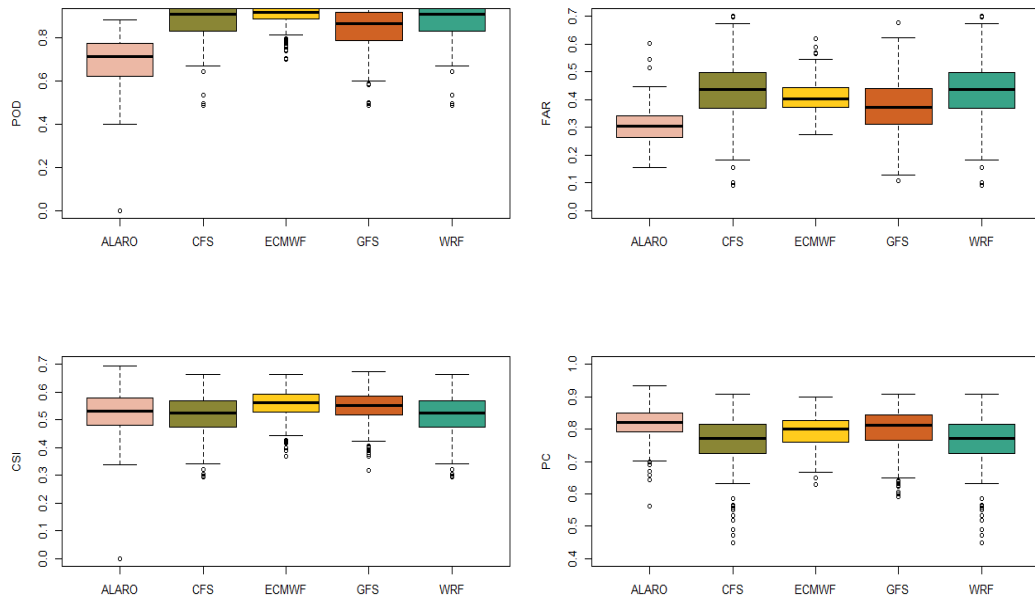 POD
0.0 0.2 0.4 0.6 0.8
ALARO CFS ECMWF GFS WRF
FAR
0.1 0.2 0.3 0.4 0.5 0.6 0.7
ALARO CFS ECMWF GFS WRF
CSI
0.0 0.1 0.2 0.3 0.4 0.5 0.6 0.7
ALARO CFS ECMWF GFS WRF
PC
0.4 0.5 0.6 0.7 0.8 0.9 1.0
ALARO CFS ECMWF GFS WRF